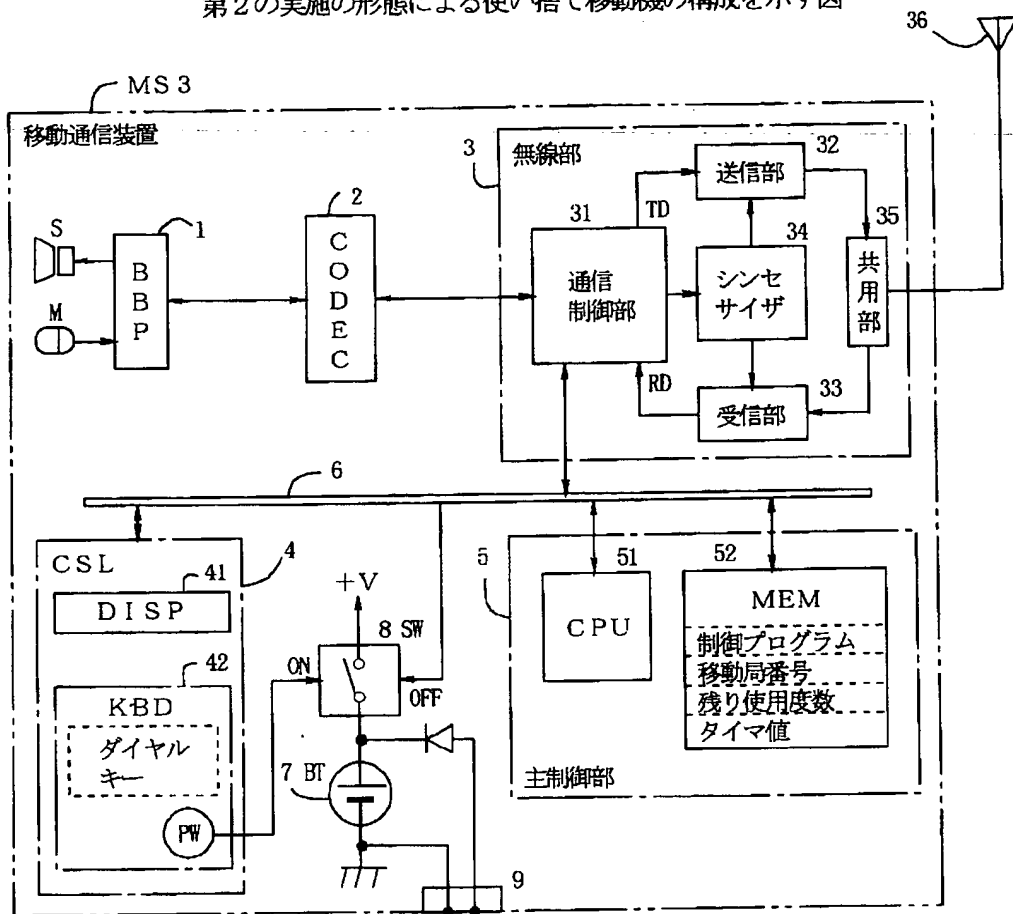 第2の実施の形態による使い捨て移動機の構成を示す図
36
MS3
移動通信装置
3
無線部
32
送信部
TD
31
通信
制御部
34
シンセ
サイザ
35
共
用
部
RD
33
受信部
S
M
1
B
B
P
2
C
O
D
E
C
6
CSL
4
41
DISP
42
KBD
ダイヤル
キー
PW
+V
8 SW
ON
OFF
7 BT
9
5
51
CPU
52
MEM
制御プログラム
移動局番号
残り使用度数
タイマ値
主制御部